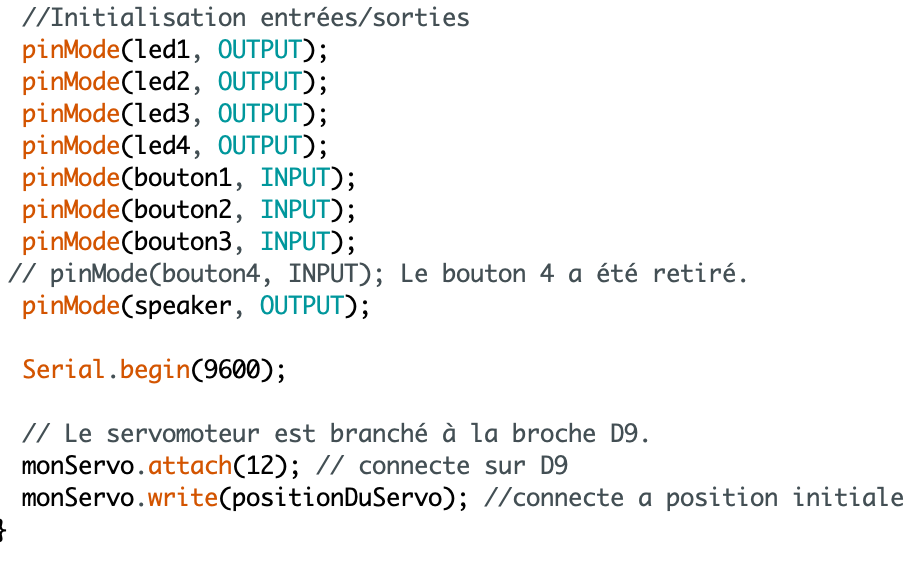 //Initialisation entrées/sorties
pinMode(led1, OUTPUT);
pinMode(led2, OUTPUT);
pinMode(led3, OUTPUT);
pinMode(led4, OUTPUT);
pinMode(bouton1, INPUT);
pinMode(bouton2, INPUT);
pinMode(bouton3, INPUT);
// pinMode(bouton4, INPUT); Le bouton 4 a été retiré.
pinMode(speaker, OUTPUT);
Serial.begin(9600);
// Le servomoteur est branché à la broche D9.
monServo.attach(12); // connecte sur D9
monServo.write(positionDuServo); //connecte a position initiale
}